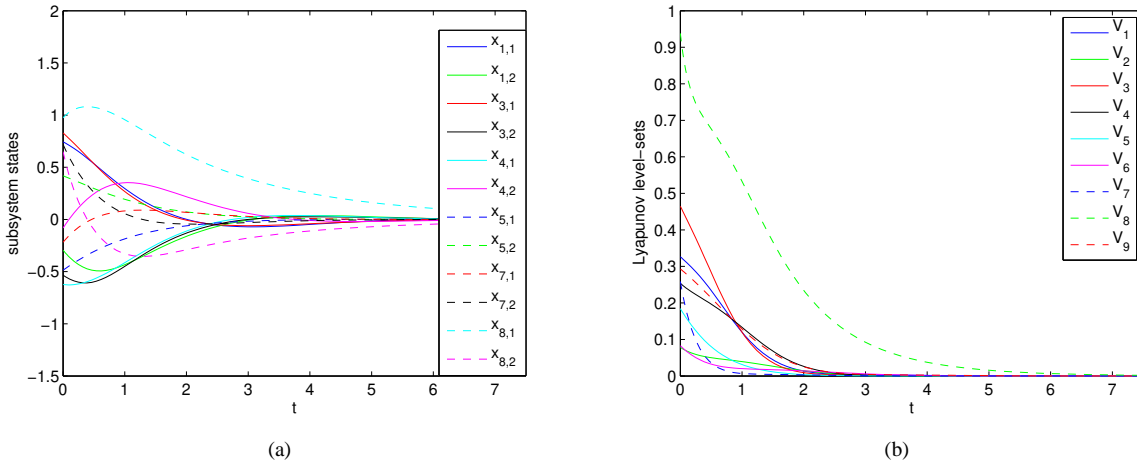 2
1.5
1
0.5
0
−0.5
−1
−1.5
0
1
2
3
4
5
6
7
t
subsystem states
x1,1
x1,2
x3,1
x3,2
x4,1
x4,2
x5,1
x5,2
x7,1
x7,2
x8,1
x8,2
(a)
1
0.9
0.8
0.7
0.6
0.5
0.4
0.3
0.2
0.1
0
0
1
2
3
4
5
6
7
t
Lyapunov level−sets
V1
V2
V3
V4
V5
V6
V7
V8
V9
(b)